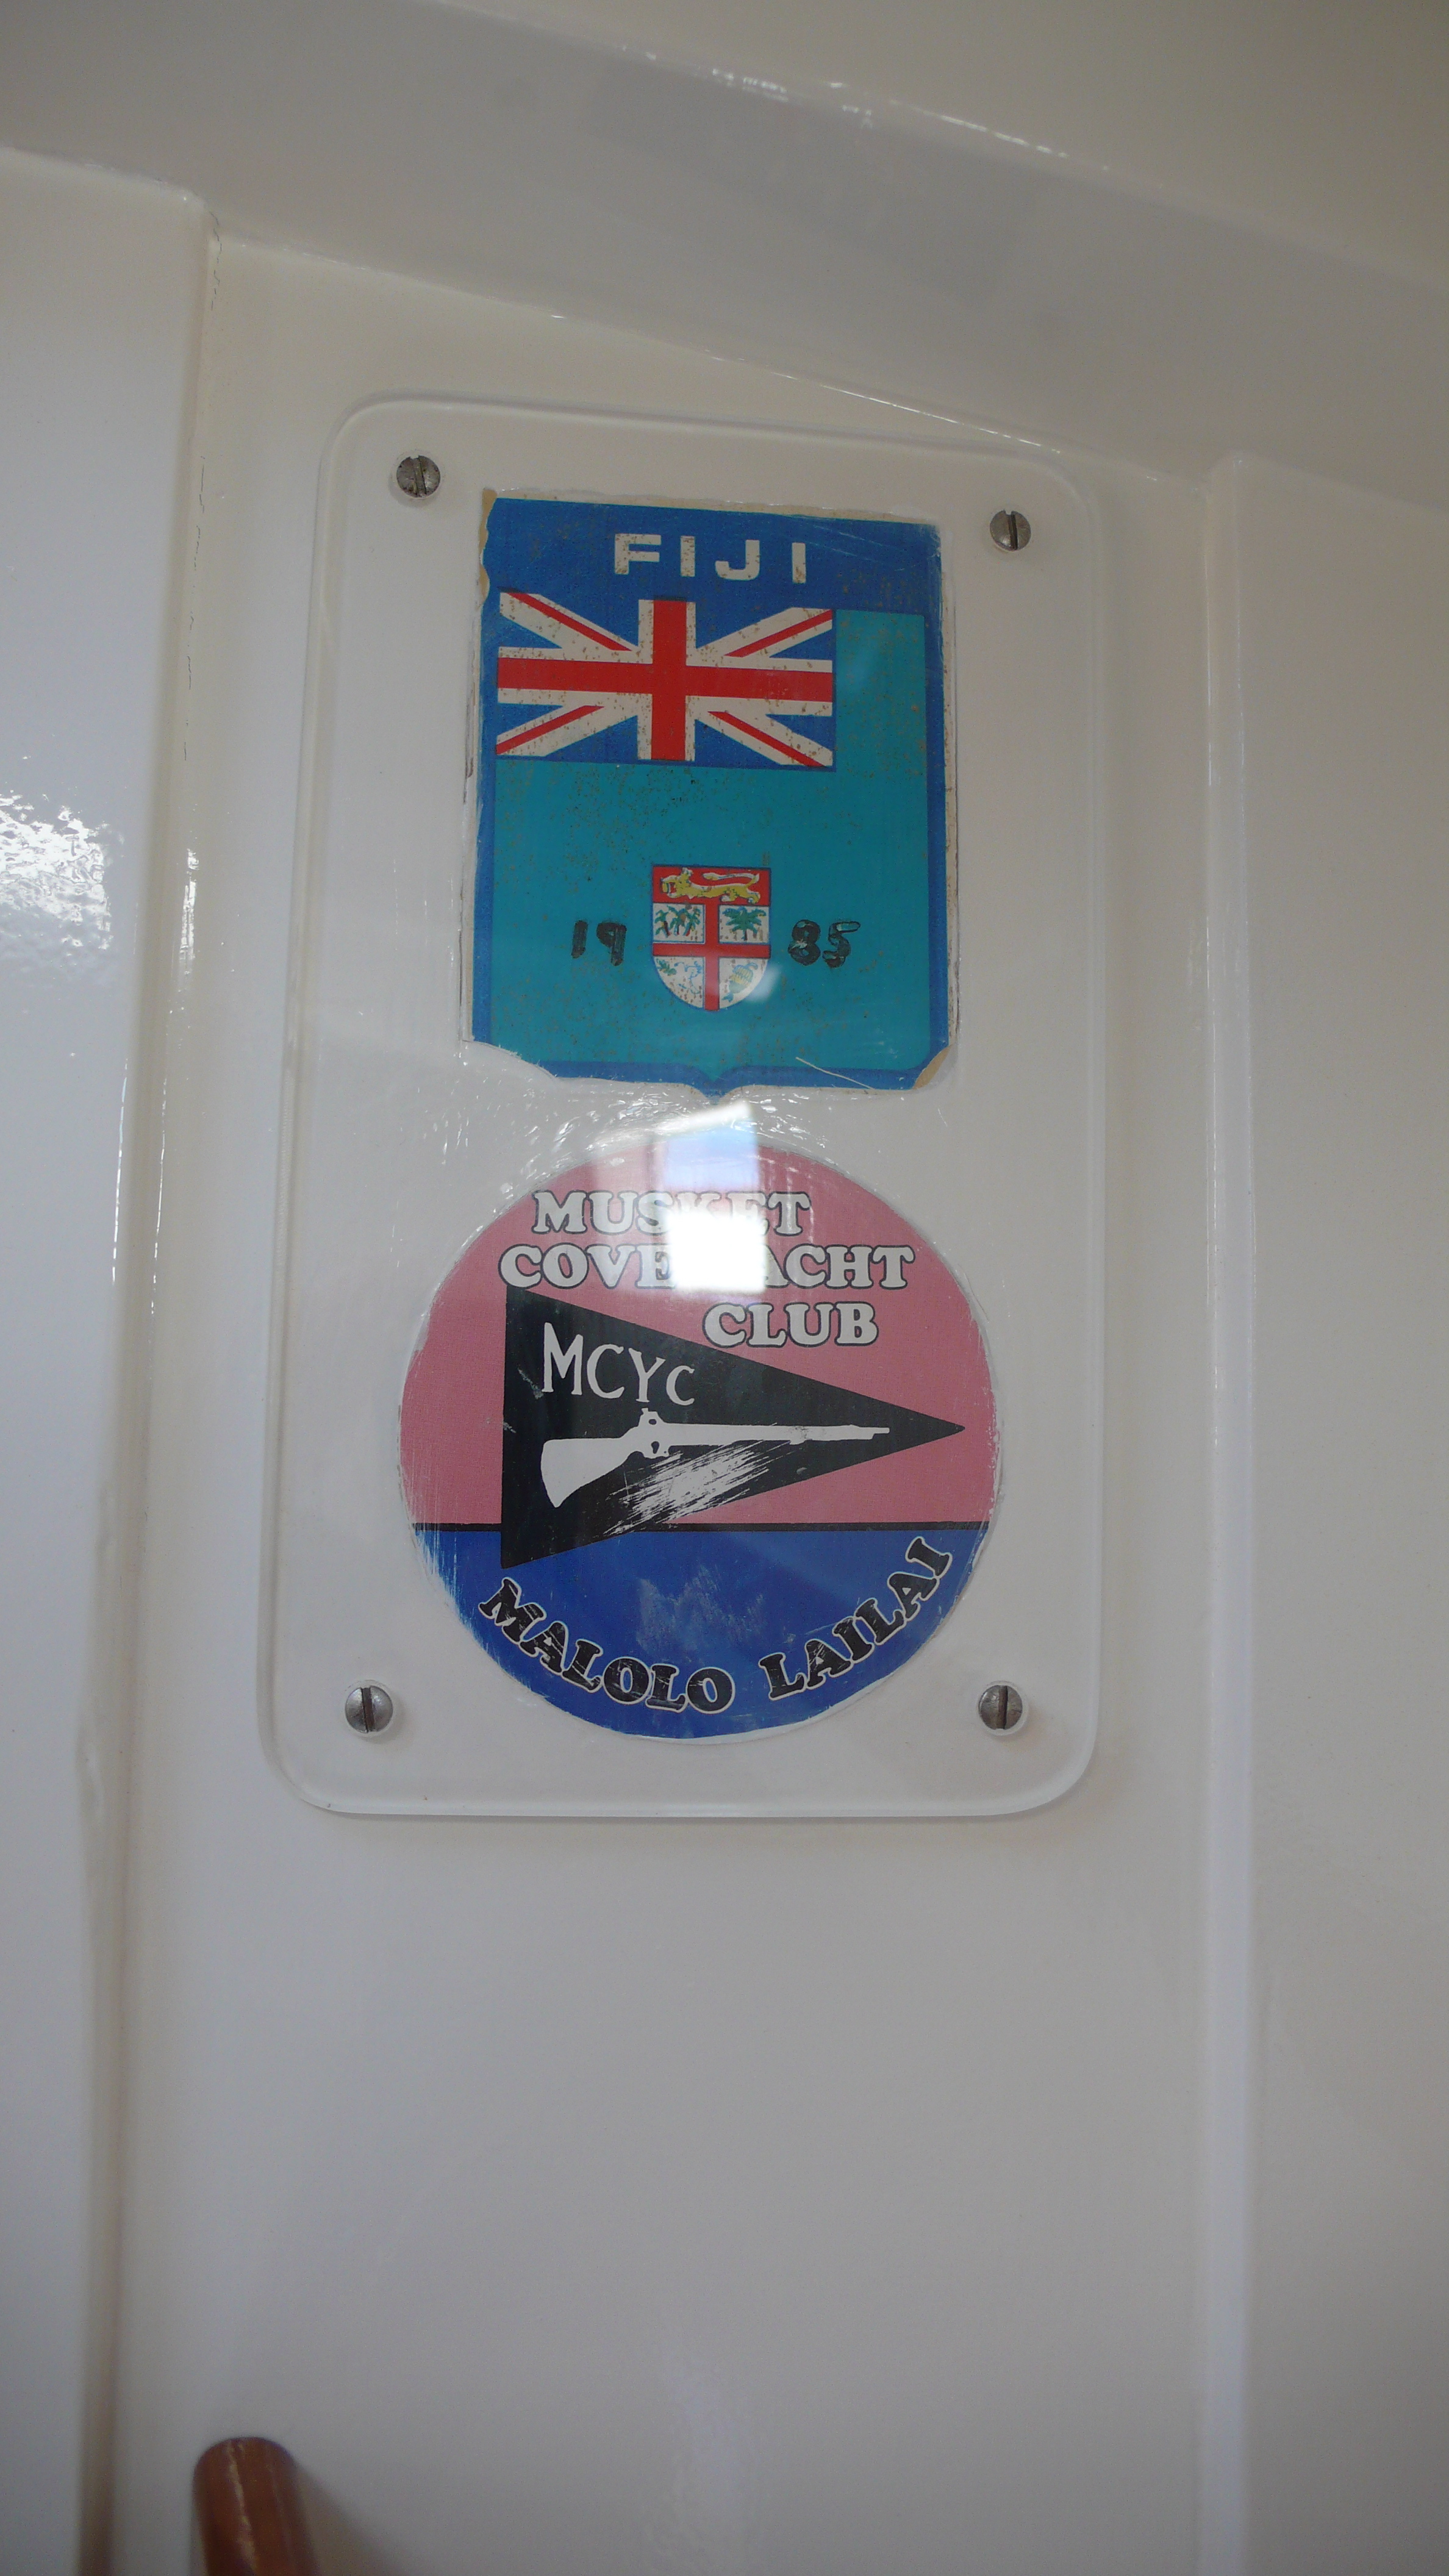 FIJI
19 85
MUSKET
COVE YACHT
CLUB
MCYC
MALOLO LAILAI